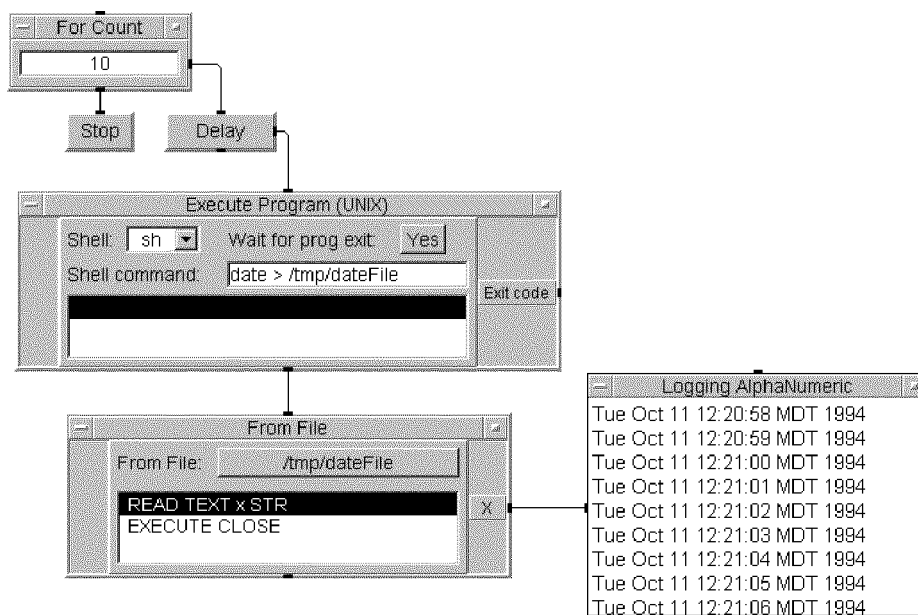 For Count
10
Stop
Delay
Execute Program (UNIX)
Shell: sh Wait for prog exit: Yes
Shell command: date > /tmp/dateFile
Exit code
From File
From File: /tmp/dateFile
READ TEXT x STR
EXECUTE CLOSE
X
Logging AlphaNumeric
Tue Oct 11 12:20:58 MDT 1994
Tue Oct 11 12:20:59 MDT 1994
Tue Oct 11 12:21:00 MDT 1994
Tue Oct 11 12:21:01 MDT 1994
Tue Oct 11 12:21:02 MDT 1994
Tue Oct 11 12:21:03 MDT 1994
Tue Oct 11 12:21:04 MDT 1994
Tue Oct 11 12:21:05 MDT 1994
Tue Oct 11 12:21:06 MDT 1994